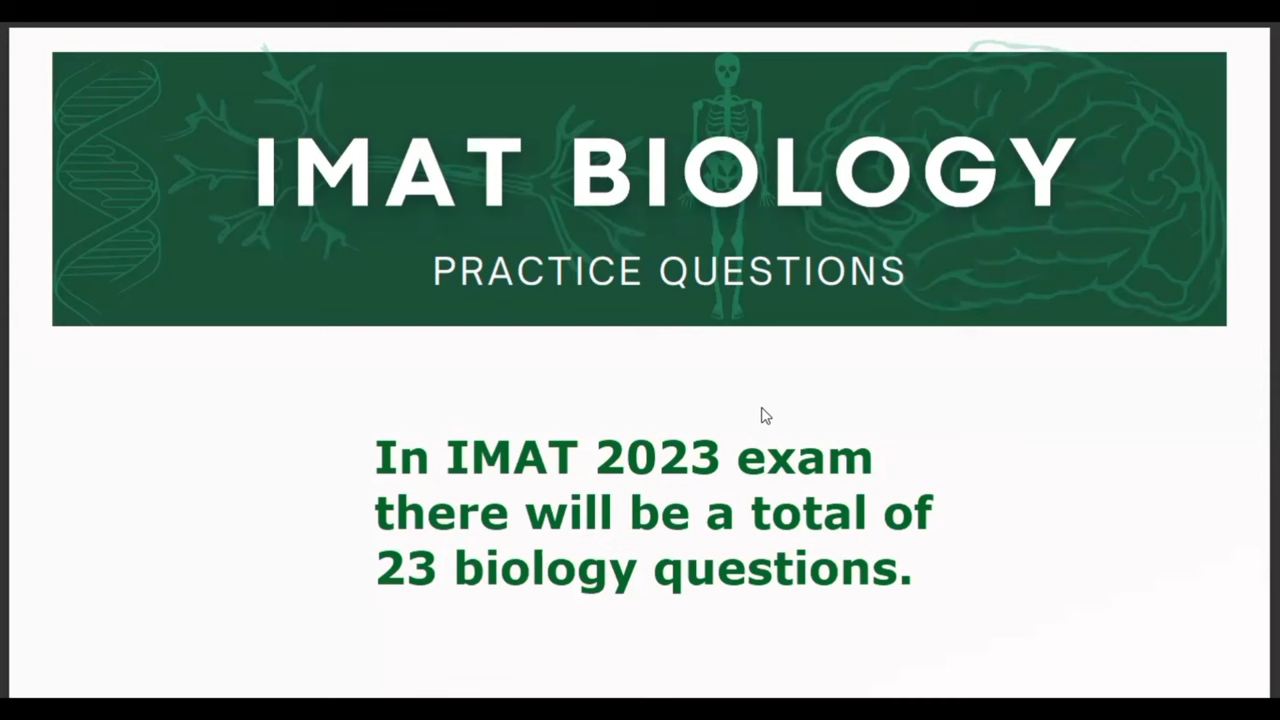 IMAT BIOLOGY
PRACTICE QUESTIONS
In IMAT 2023 exam
there will be a total of
23 biology questions.